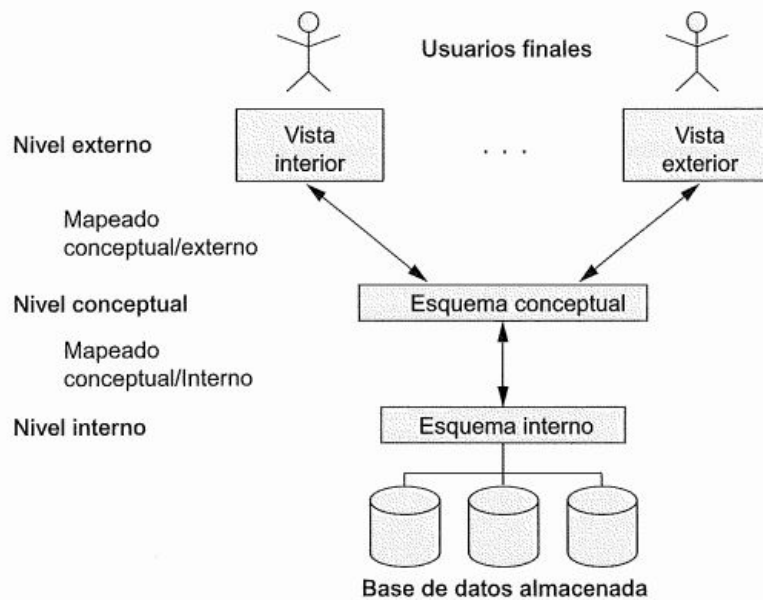 Usuarios finales
Nivel externo
Vista
interior
. . .
Vista
exterior
Mapeado
conceptual/externo
Nivel conceptual
Esquema conceptual
Mapeado
conceptual/Interno
Nivel interno
Esquema interno
Base de datos almacenada